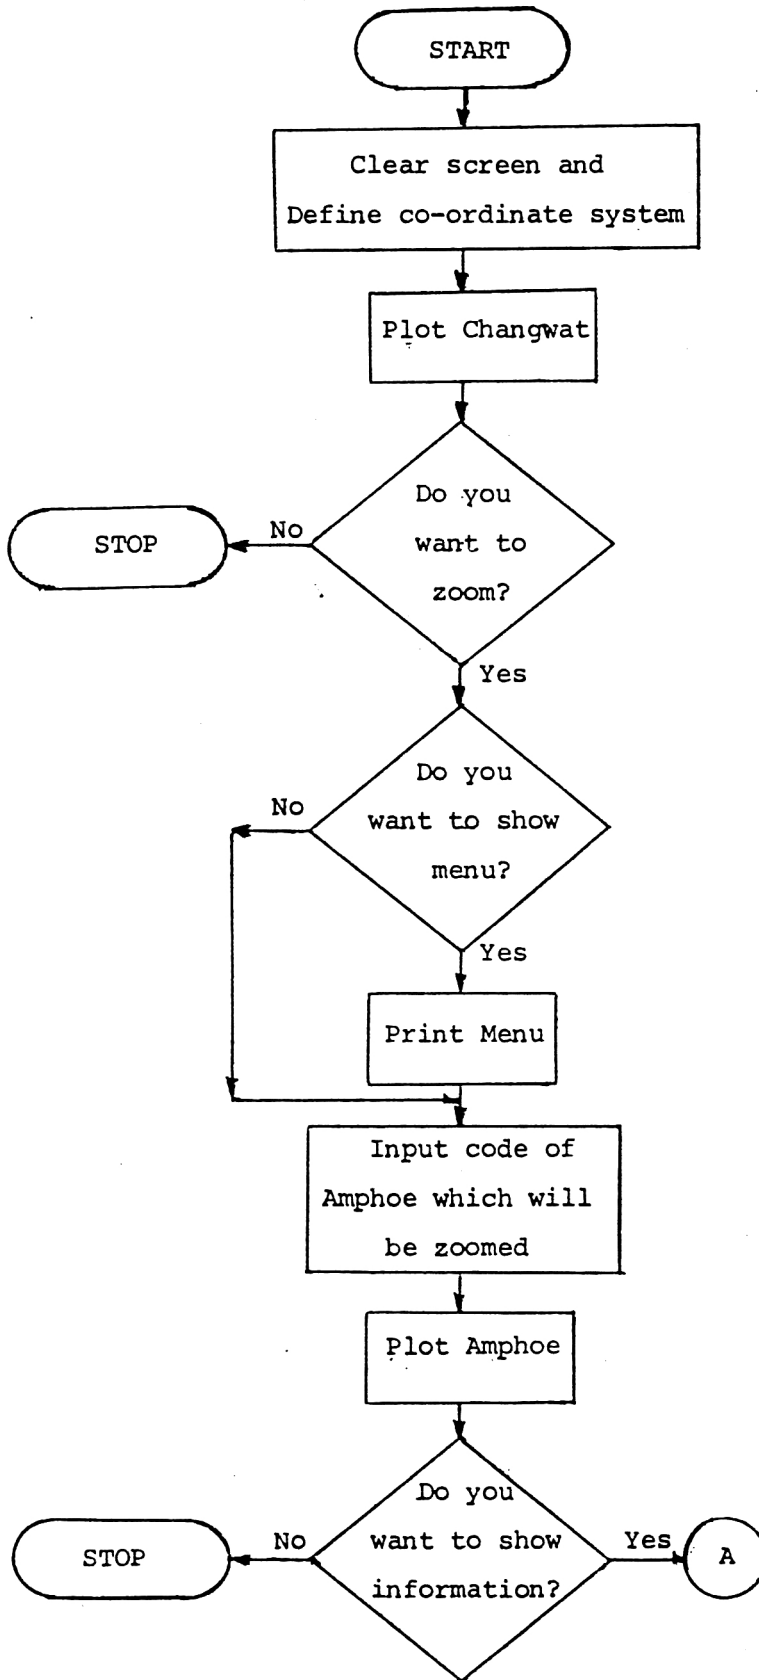 START
Clear screen and
Define co-ordinate system
Plot Changwat
Do you
want to
zoom?
No
STOP
Yes
Do you
want to show
menu?
No
Yes
Print Menu
Input code of
Amphoe which will
be zoomed
Plot Amphoe
Do you
want to show
information?
No
STOP
Yes
A